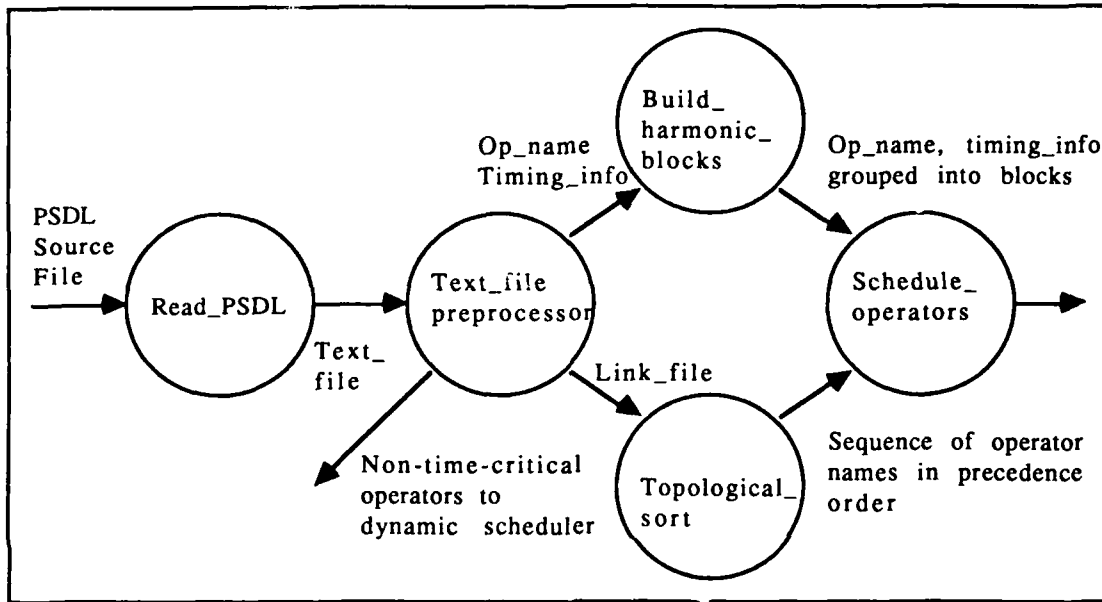 PSDL
Source
File
Read_PSDL
Text_
file
Text_file
preprocessor
Op_name
Timing_info
Build_
harmonic_
blocks
Op_name, timing_info
grouped into blocks
Link_file
Topological_
sort
Non-time-critical
operators to
dynamic scheduler
Sequence of operator
names in precedence
order
Schedule_
operators